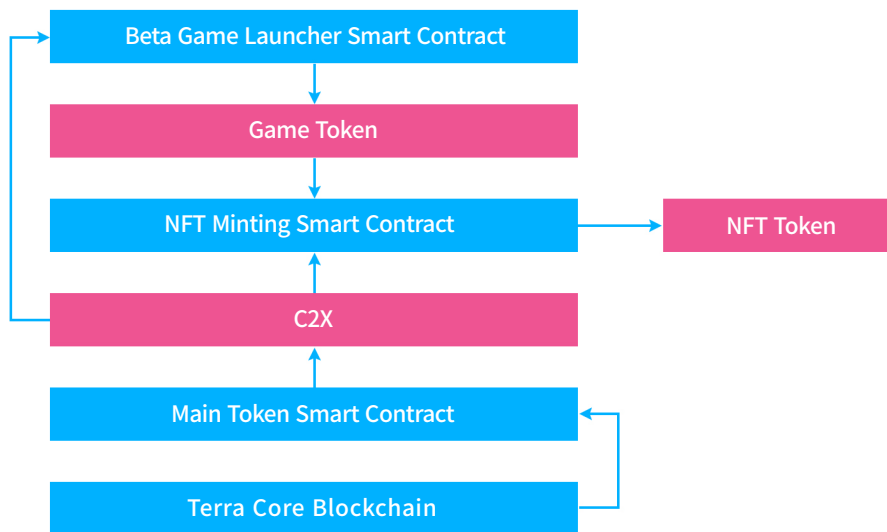 Beta Game Launcher Smart Contract
Game Token
NFT Minting Smart Contract
NFT Token
C2X
Main Token Smart Contract
Terra Core Blockchain